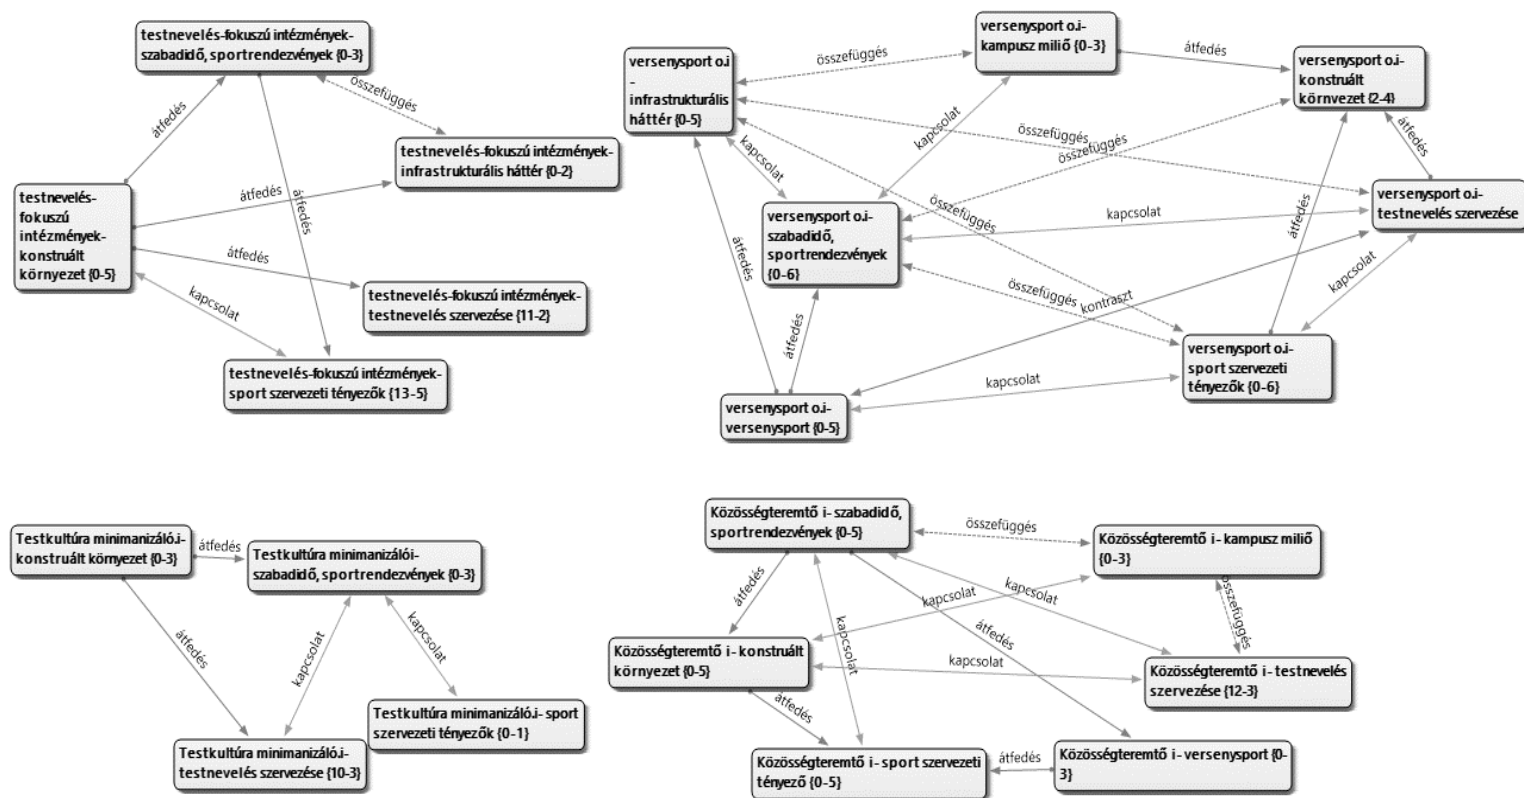 testnevelés-fokuszú intézmények-
szabadidő, sportrendezvények {0-3}
összefüggés
átfedés
testnevelés-fokuszú intézmények-
infrastrukturális háttér {0-2}
átfedés
átfedés
testnevelés-
fokuszú
intézmények-
konstruált
környezet {0-5}
átfedés
testnevelés-fokuszú intézmények-
testnevelés szervezése {11-2}
kapcsolat
testnevelés-fokuszú intézmények-
sport szervezeti tényezők {13-5}
versenysport o.i
-
infrastrukturális
háttér {0-5}
összefüggés
versenysport o.i-
kampusz milió {0-3}
átfedés
versenysport o.i-
konstruált
körnvezet {2-4}
kapcsolat
összefüggés
összefüggés
átfedés
kapcsolat
versenysport o.i-
testnevelés szervezése
versenysport o.i-
szabadidő,
sportrendezvények
{0-6}
összefüggés
kapcsolat
átfedés
átfedés
összefüggés
kontraszt
kapcsolat
átfedés
versenysport o.i-
sport szervezeti
tényezők {0-6}
kapcsolat
versenysport o.i-
versenysport {0-5}
Testkultúra minimanizáló.i-
konstruált környezet {0-3}
átfedés
Testkultúra minimanizálói-
szabadidő, sportrendezvények {0-3}
átfedés
kapcsolat
kapcsolat
Testkultúra minimanizáló.i- sport
szervezeti tényezők {0-1}
Testkultúra minimanizáló.i-
testnevelés szervezése {10-3}
Közösségteremtő i- szabadidő,
sportrendezvények {0-5}
összefüggés
Közösségteremtő i- kampusz milió
{0-3}
átfedés
kapcsolat
kapcsolat
összefüggés
kapcsolat
átfedés
Közösségteremtő i- konstruált
környezet {0-5}
kapcsolat
Közösségteremtő i- testnevelés
szervezése {12-3}
átfedés
Közösségteremtő i- sport szervezeti
tényező {0-5}
átfedés
Közösségteremtő i- versenysport {0-
3}